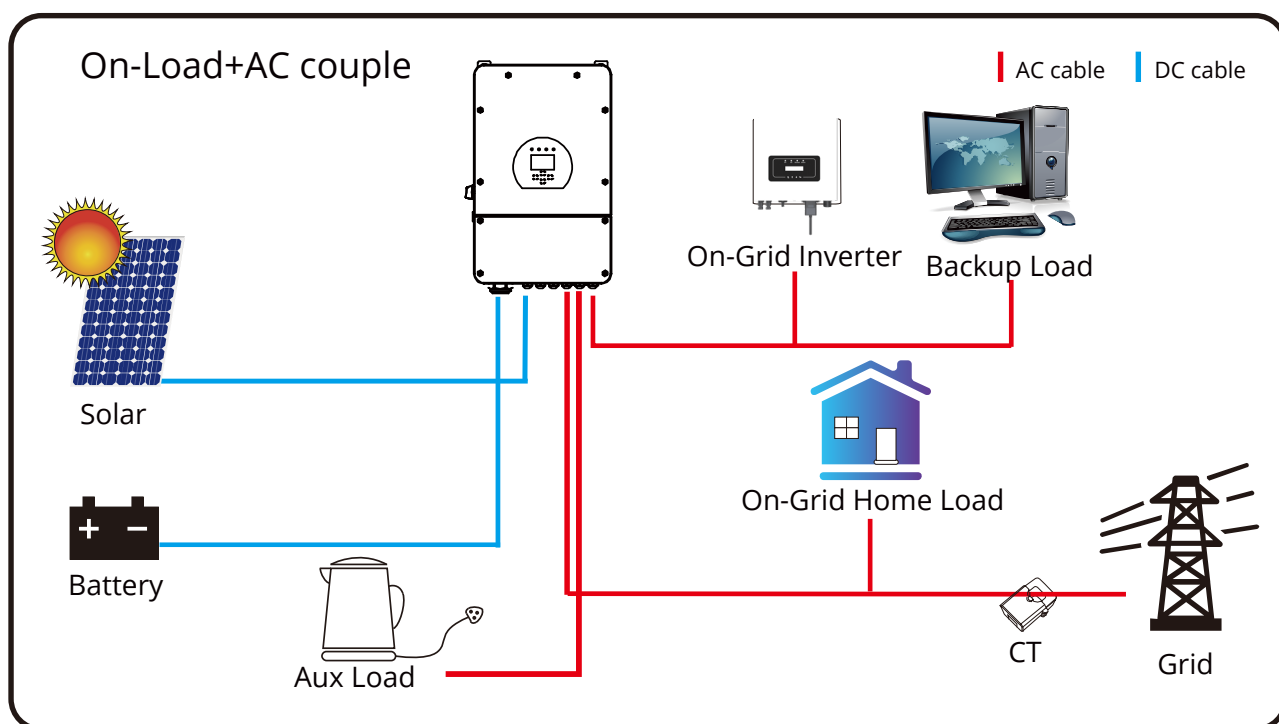 On-Load+AC couple
AC cable
DC cable
On-Grid Inverter
Backup Load
Solar
On-Grid Home Load
Battery
CT
Grid
Aux Load